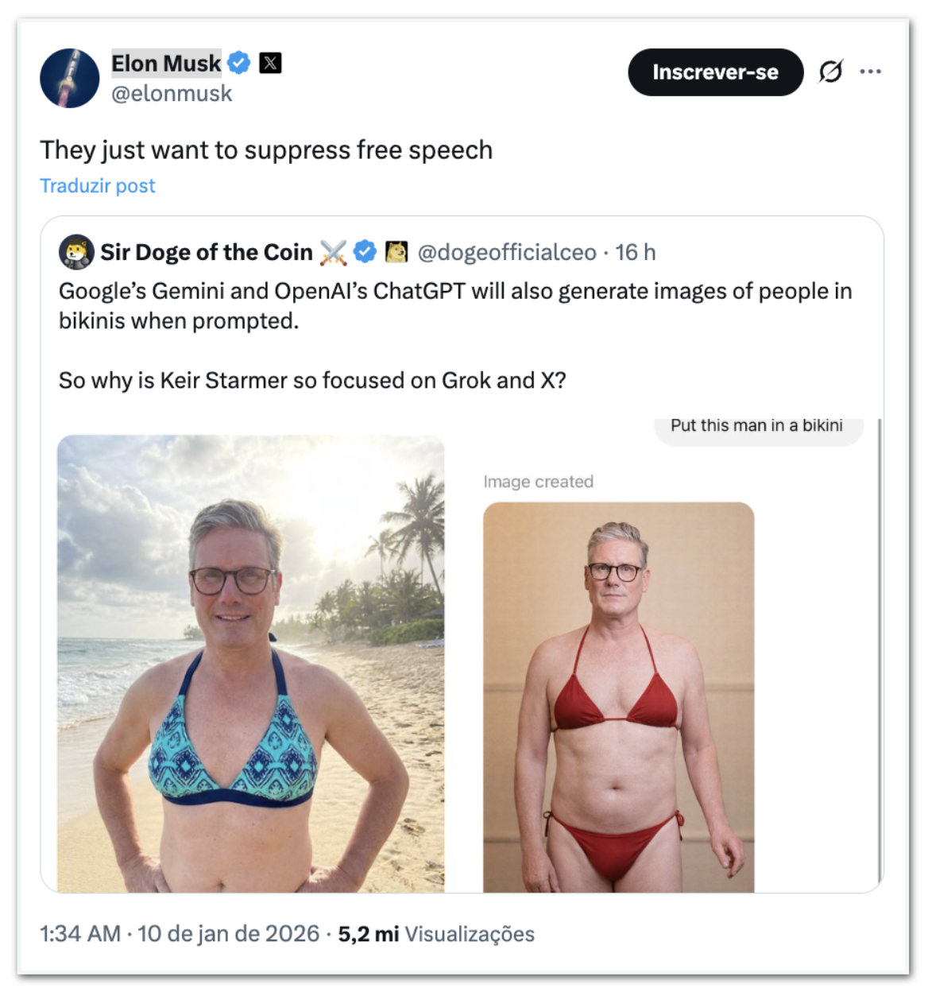 Elon Musk
@elonmusk
Inscrever-se
They just want to suppress free speech
Traduzir post
Sir Doge of the Coin ⚔️ @dogeofficialceo · 16 h
Google’s Gemini and OpenAI’s ChatGPT will also generate images of people in
bikinis when prompted.
So why is Keir Starmer so focused on Grok and X?
Put this man in a bikini
Image created
1:34 AM · 10 de jan de 2026 · 5,2 mi Visualizações